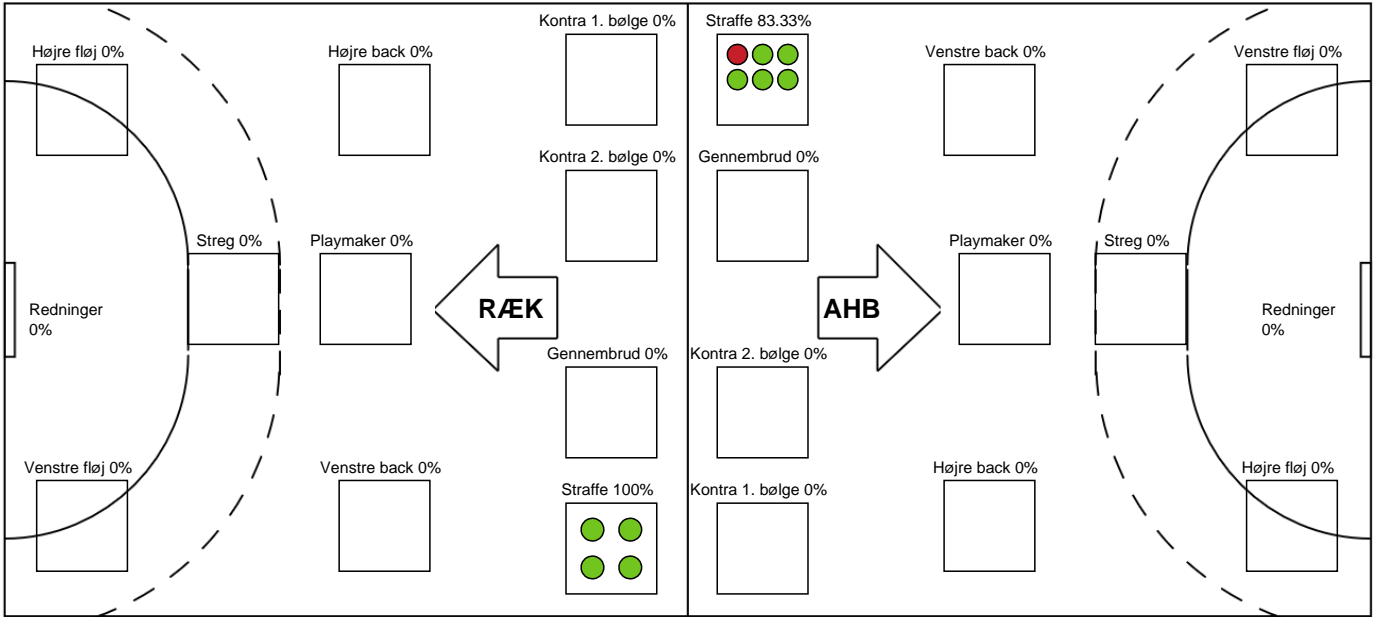 Kontra 1. bølge 0%
Straffe 83.33%
Højre fløj 0%
Højre back 0%
Venstre back 0%
Venstre fløj 0%
Kontra 2. bølge 0%
Gennembrud 0%
Streg 0%
Playmaker 0%
Playmaker 0%
Streg 0%
Redninger
0%
RÆK
AHB
Redninger
0%
Gennembrud 0%
Kontra 2. bølge 0%
Venstre fløj 0%
Venstre back 0%
Højre back 0%
Højre fløj 0%
Straffe 100%
Kontra 1. bølge 0%